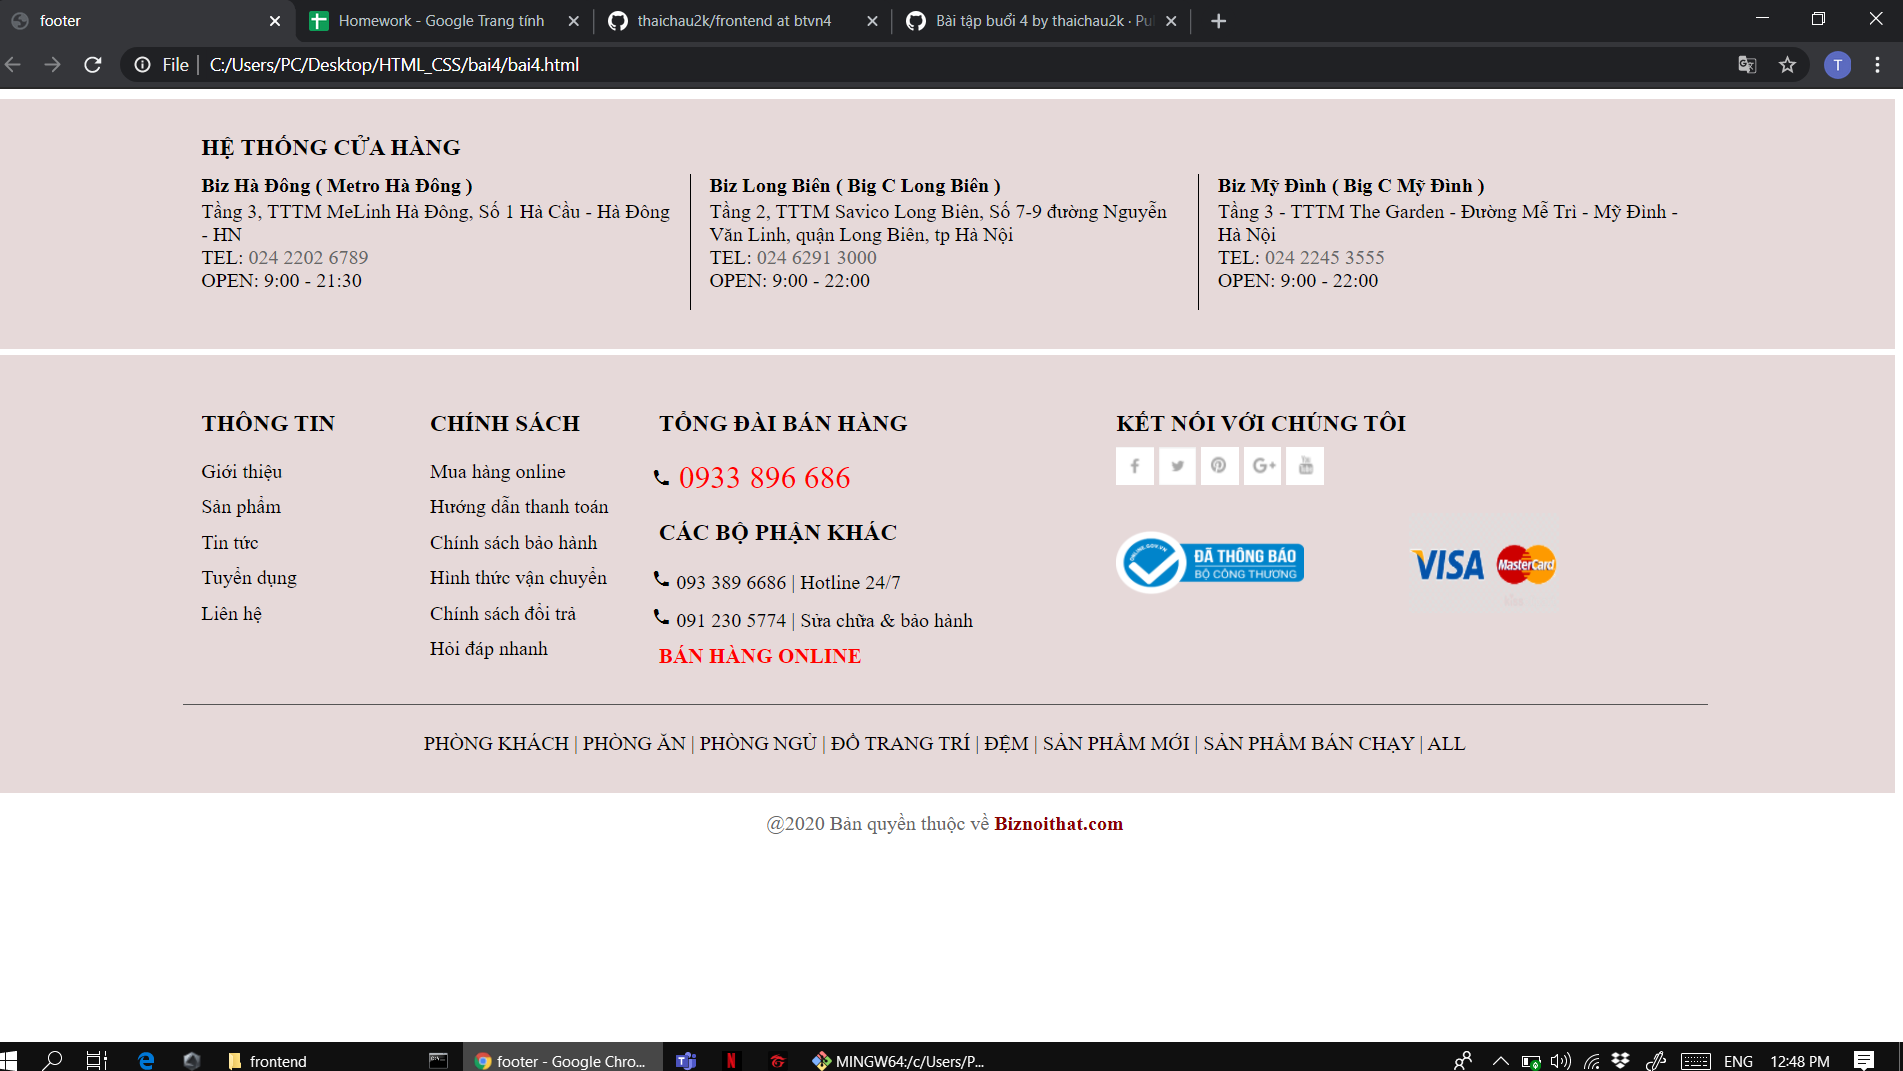 footer
Homework - Google Trang tính
thaichau2k/frontend at btvn4
Bài tập buổi 4 by thaichau2k · Pul
File
C:/Users/PC/Desktop/HTML_CSS/bai4/bai4.html
T
HỆ THỐNG CỬA HÀNG
Biz Hà Đông ( Metro Hà Đông )
Tầng 3, TTTM MeLinh Hà Đông, Số 1 Hà Cầu - Hà Đông
- HN
TEL: 024 2202 6789
OPEN: 9:00 - 21:30
Biz Long Biên ( Big C Long Biên )
Tầng 2, TTTM Savico Long Biên, Số 7-9 đường Nguyễn
Văn Linh, quận Long Biên, tp Hà Nội
TEL: 024 6291 3000
OPEN: 9:00 - 22:00
Biz Mỹ Đình ( Big C Mỹ Đình )
Tầng 3 - TTTM The Garden - Đường Mễ Trì - Mỹ Đình -
Hà Nội
TEL: 024 2245 3555
OPEN: 9:00 - 22:00
THÔNG TIN
Giới thiệu
Sản phẩm
Tin tức
Tuyển dụng
Liên hệ
CHÍNH SÁCH
Mua hàng online
Hướng dẫn thanh toán
Chính sách bảo hành
Hình thức vận chuyển
Chính sách đổi trả
Hỏi đáp nhanh
TỔNG ĐÀI BÁN HÀNG
0933 896 686
CÁC BỘ PHẬN KHÁC
093 389 6686 | Hotline 24/7
091 230 5774 | Sửa chữa & bảo hành
BÁN HÀNG ONLINE
KẾT NỐI VỚI CHÚNG TÔI
ONLINE.GOV.VN
ĐÃ THÔNG BÁO
BỘ CÔNG THƯƠNG
VISA
MasterCard
PHÒNG KHÁCH | PHÒNG ĂN | PHÒNG NGỦ | ĐỒ TRANG TRÍ | ĐỆM | SẢN PHẨM MỚI | SẢN PHẨM BÁN CHẠY | ALL
@2020 Bản quyền thuộc về Biznoithat.com
frontend
footer - Google Chro...
MINGW64:/c/Users/P...
ENG
12:48 PM